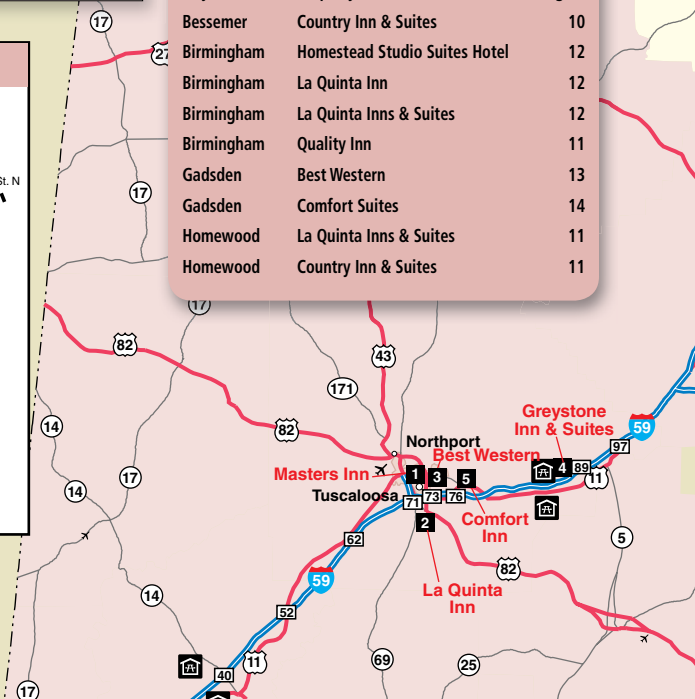 17
27
Bessemer Country Inn & Suites 10
Birmingham Homestead Studio Suites Hotel 12
Birmingham La Quinta Inn 12
Birmingham La Quinta Inns & Suites 12
Birmingham Quality Inn 11
Gadsden Best Western 13
Gadsden Comfort Suites 14
Homewood La Quinta Inns & Suites 11
Homewood Country Inn & Suites 11
St. N
17
17
82
43
171
14
82
Greystone
Inn & Suites
59
97
Northport
Best Western
Masters Inn
1
3
5
4
89
11
17
14
Tuscaloosa
71
73
76
2
Comfort
Inn
62
5
59
82
La Quinta
Inn
14
52
11
40
69
25
17